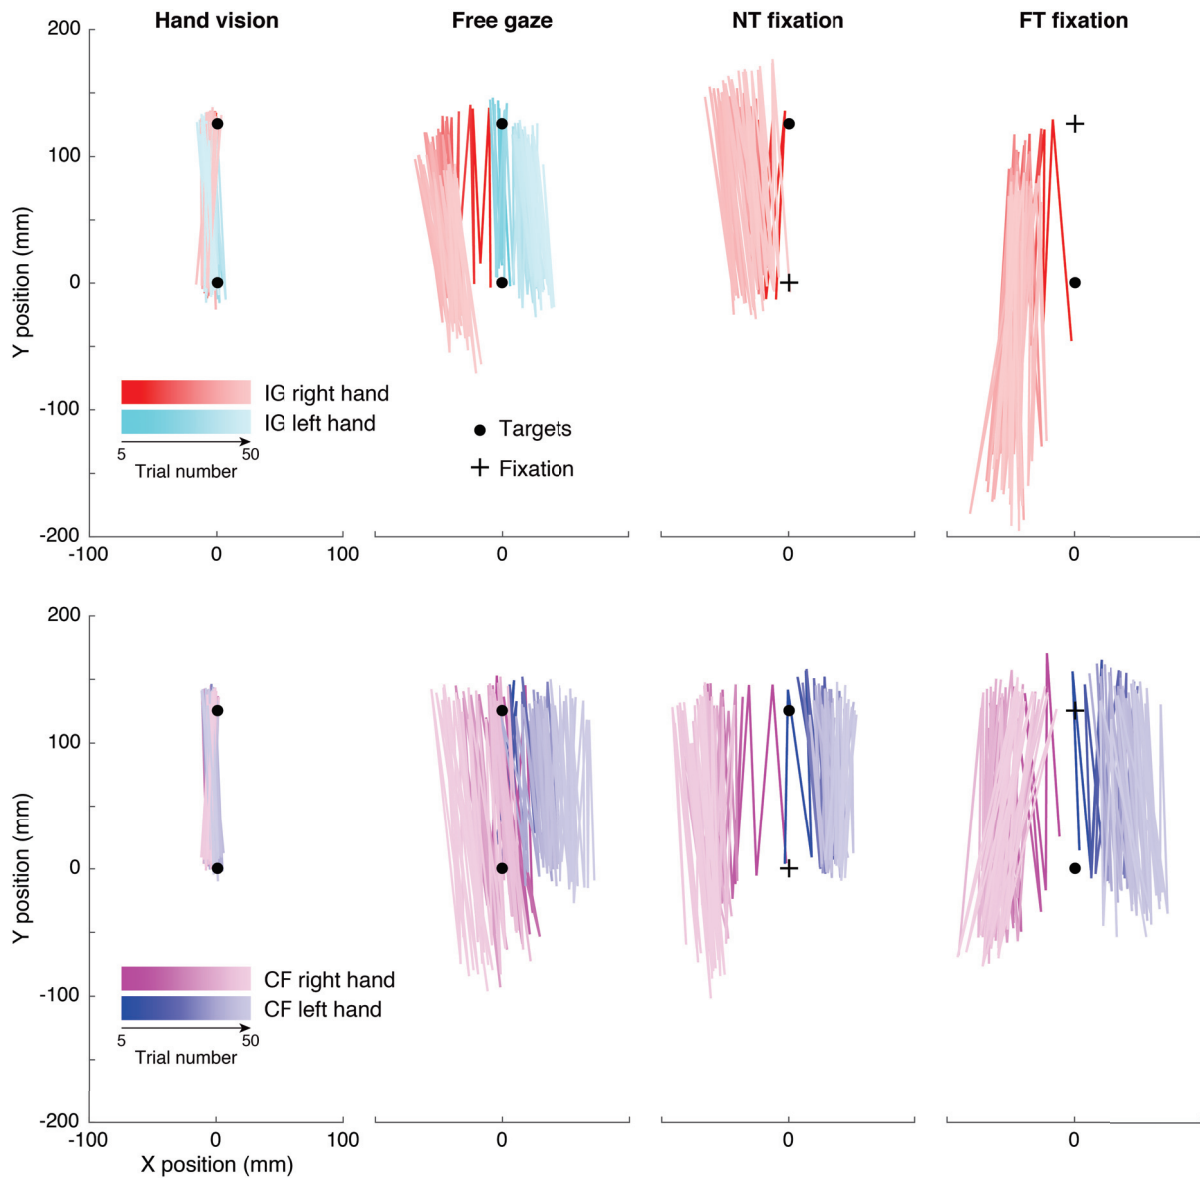 Hand vision
Free gaze
NT fixation
FT fixation
200
100
0
-100
-200
Y position (mm)
IG right hand
IG left hand
5 50
Trial number
Targets
Fixation
-100 0 100
0
0
0
200
100
0
-100
-200
Y position (mm)
CF right hand
CF left hand
5 50
Trial number
-100 0 100
0
0
0
X position (mm)